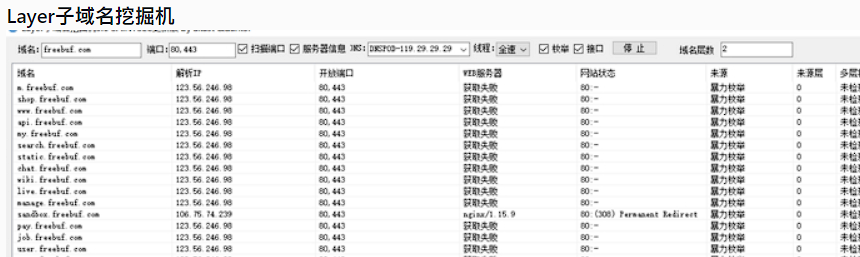 Layer子域名挖掘机
域名: freebuf.com 端口: 80,443 扫描端口 服务器信息 DNS: DNSPOD-119.29.29.29 线程: 全速 枚举 接口 停 止 域名层数 2
域名 解析IP 开放端口 WEB服务器 网站状态 来源 来源层 多层枚
m.freebuf.com 123.56.246.98 80,443 获取失败 80:- 暴力枚举 0 未检
shop.freebuf.com 123.56.246.98 80,443 获取失败 80:- 暴力枚举 0 未检
www.freebuf.com 123.56.246.98 80,443 获取失败 80:- 暴力枚举 0 未检
api.freebuf.com 123.56.246.98 80,443 获取失败 80:- 暴力枚举 0 未检
my.freebuf.com 123.56.246.98 80,443 获取失败 80:- 暴力枚举 0 未检
search.freebuf.com 123.56.246.98 80,443 获取失败 80:- 暴力枚举 0 未检
static.freebuf.com 123.56.246.98 80,443 获取失败 80:- 暴力枚举 0 未检
chat.freebuf.com 123.56.246.98 80,443 获取失败 80:- 暴力枚举 0 未检
wiki.freebuf.com 123.56.246.98 80,443 获取失败 80:- 暴力枚举 0 未检
live.freebuf.com 123.56.246.98 80,443 获取失败 80:- 暴力枚举 0 未检
manage.freebuf.com 123.56.246.98 80,443 获取失败 80:- 暴力枚举 0 未检
sandbox.freebuf.com 106.75.74.239 80,443 nginx/1.15.9 80:(308) Permanent Redirect 暴力枚举 0 未检
pay.freebuf.com 123.56.246.98 80,443 获取失败 80:- 暴力枚举 0 未检
job.freebuf.com 123.56.246.98 80,443 获取失败 80:- 暴力枚举 0 未检
user.freebuf.com 123.56.246.98 80,443 获取失败 80:- 暴力枚举 0 未检